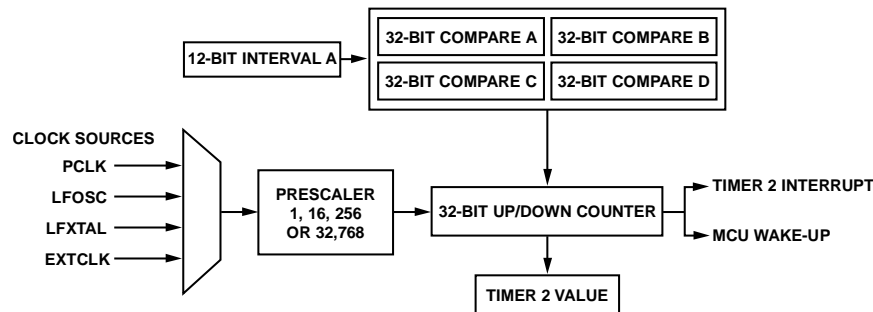 32-BIT COMPARE A
32-BIT COMPARE B
12-BIT INTERVAL A
32-BIT COMPARE C
32-BIT COMPARE D
CLOCK SOURCES
PCLK
LFOSC
LFXTAL
EXTCLK
PRESCALER
1, 16, 256
OR 32,768
32-BIT UP/DOWN COUNTER
TIMER 2 INTERRUPT
MCU WAKE-UP
TIMER 2 VALUE